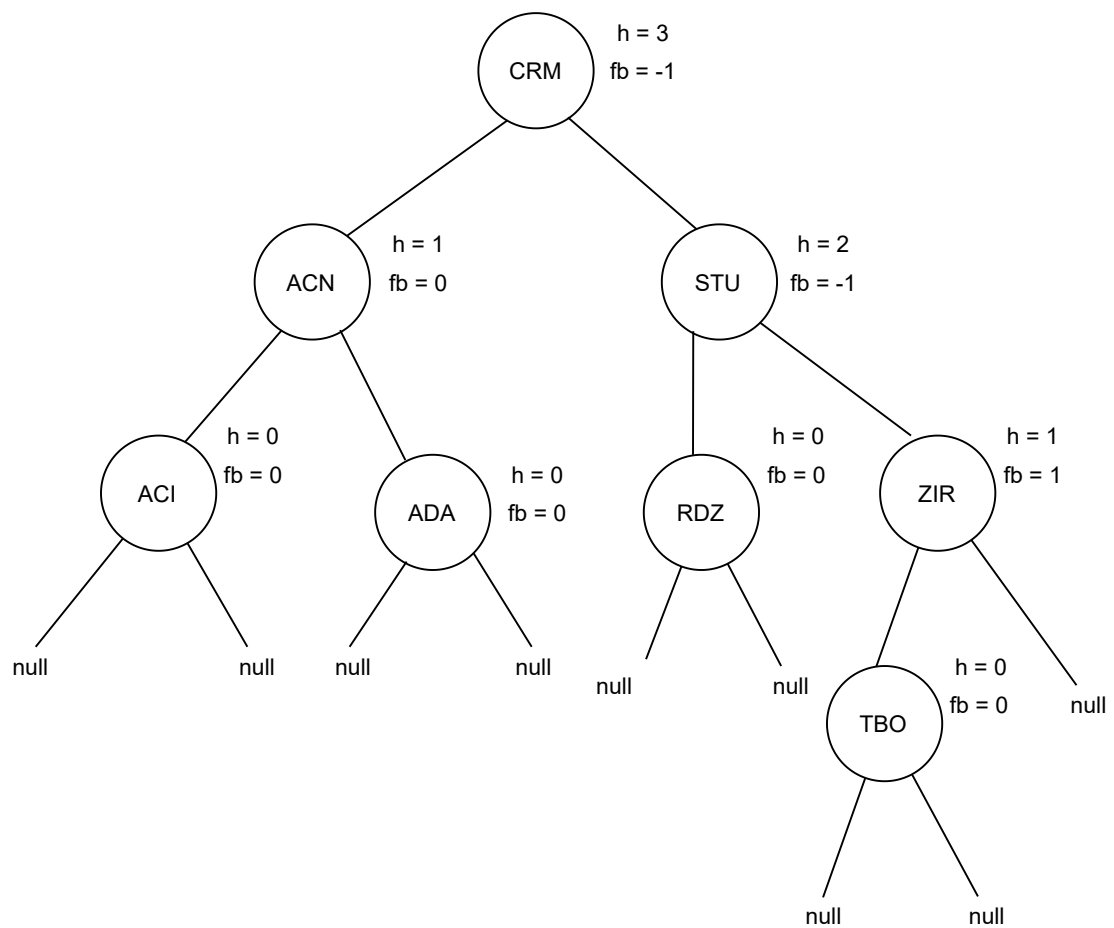 CRM
h = 3
fb = -1
ACN
h = 1
fb = 0
STU
h = 2
fb = -1
ACI
h = 0
fb = 0
ADA
h = 0
fb = 0
RDZ
h = 0
fb = 0
ZIR
h = 1
fb = 1
null
null
null
null
null
null
TBO
h = 0
fb = 0
null
null
null